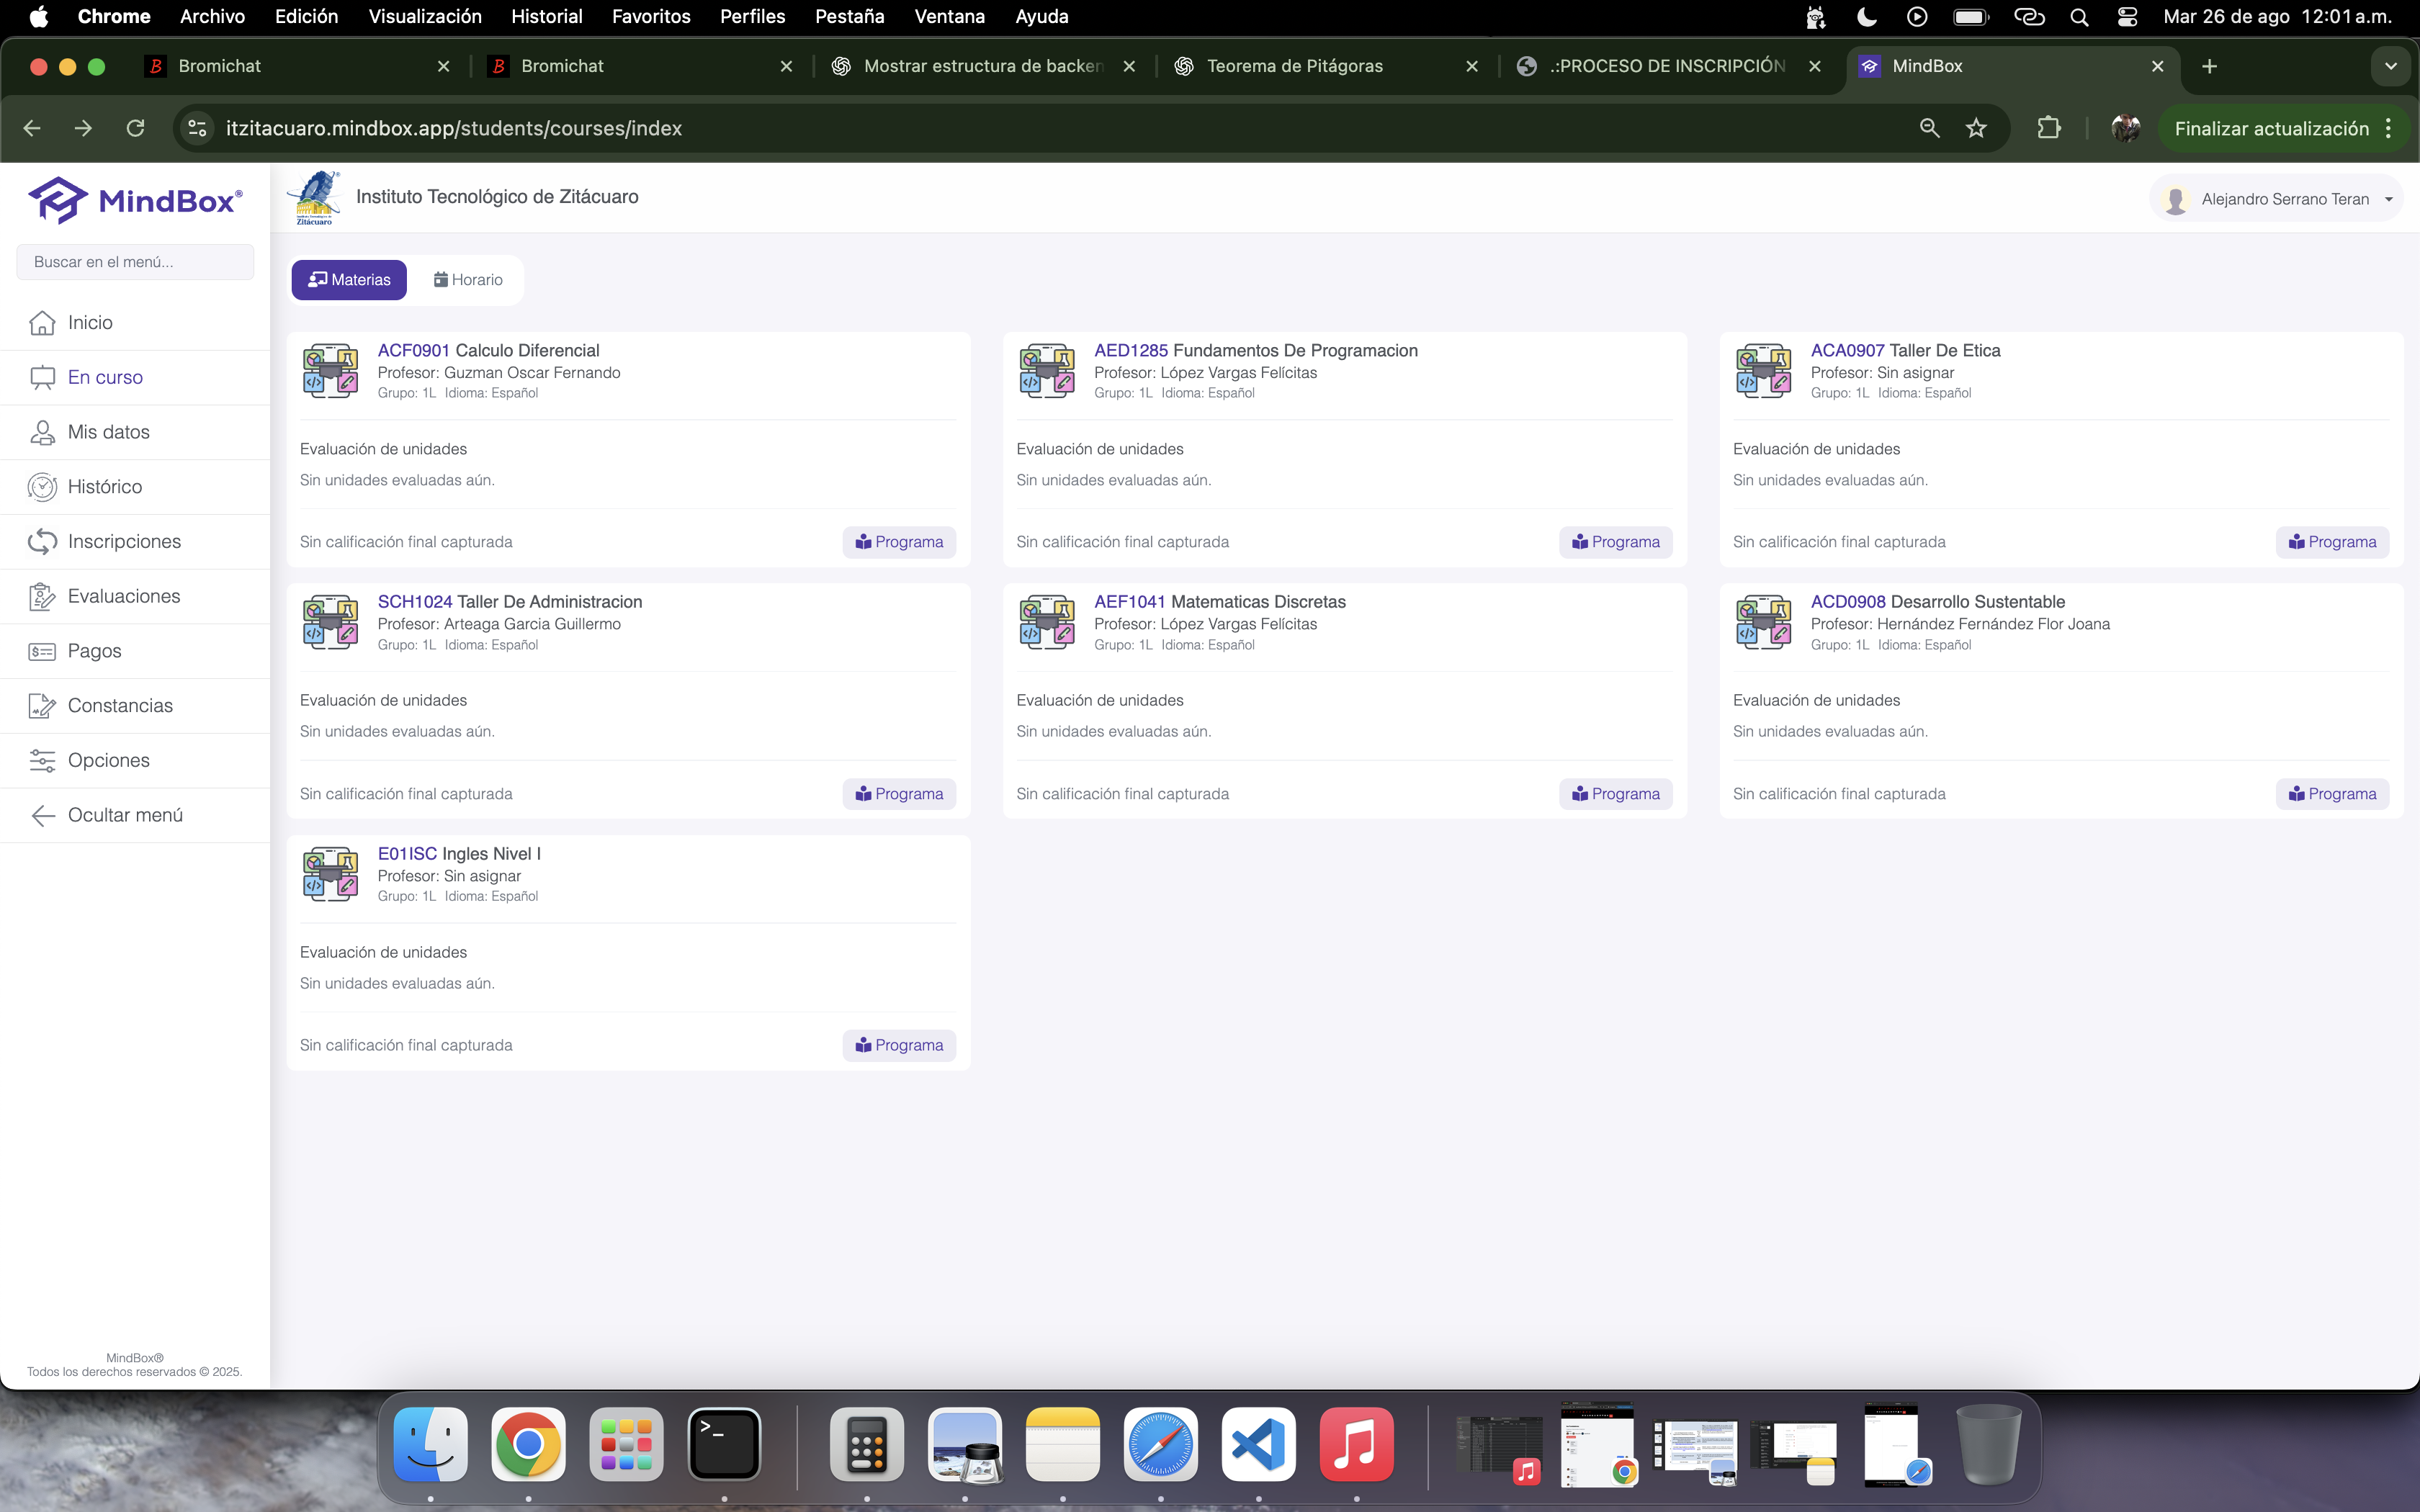 Chrome Archivo Edición Visualización Historial Favoritos Perfiles Pestaña Ventana Ayuda Mar 26 de ago 12:01 a.m.
Bromichat Bromichat Mostrar estructura de backen Teorema de Pitágoras .:PROCESO DE INSCRIPCIÓN MindBox
itzitacuaro.mindbox.app/students/courses/index Finalizar actualización
MindBox®
Instituto Tecnológico de Zitácuaro
Zitácuaro
Alejandro Serrano Teran
Buscar en el menú...
Inicio
En curso
Mis datos
Histórico
Inscripciones
Evaluaciones
Pagos
Constancias
Opciones
Ocultar menú
MindBox®
Todos los derechos reservados © 2025.
Materias Horario
ACF0901 Calculo Diferencial
Profesor: Guzman Oscar Fernando
Grupo: 1L Idioma: Español
Evaluación de unidades
Sin unidades evaluadas aún.
Sin calificación final capturada Programa
AED1285 Fundamentos De Programacion
Profesor: López Vargas Felícitas
Grupo: 1L Idioma: Español
Evaluación de unidades
Sin unidades evaluadas aún.
Sin calificación final capturada Programa
ACA0907 Taller De Etica
Profesor: Sin asignar
Grupo: 1L Idioma: Español
Evaluación de unidades
Sin unidades evaluadas aún.
Sin calificación final capturada Programa
SCH1024 Taller De Administracion
Profesor: Arteaga Garcia Guillermo
Grupo: 1L Idioma: Español
Evaluación de unidades
Sin unidades evaluadas aún.
Sin calificación final capturada Programa
AEF1041 Matematicas Discretas
Profesor: López Vargas Felícitas
Grupo: 1L Idioma: Español
Evaluación de unidades
Sin unidades evaluadas aún.
Sin calificación final capturada Programa
ACD0908 Desarrollo Sustentable
Profesor: Hernández Fernández Flor Joana
Grupo: 1L Idioma: Español
Evaluación de unidades
Sin unidades evaluadas aún.
Sin calificación final capturada Programa
E01ISC Ingles Nivel I
Profesor: Sin asignar
Grupo: 1L Idioma: Español
Evaluación de unidades
Sin unidades evaluadas aún.
Sin calificación final capturada Programa